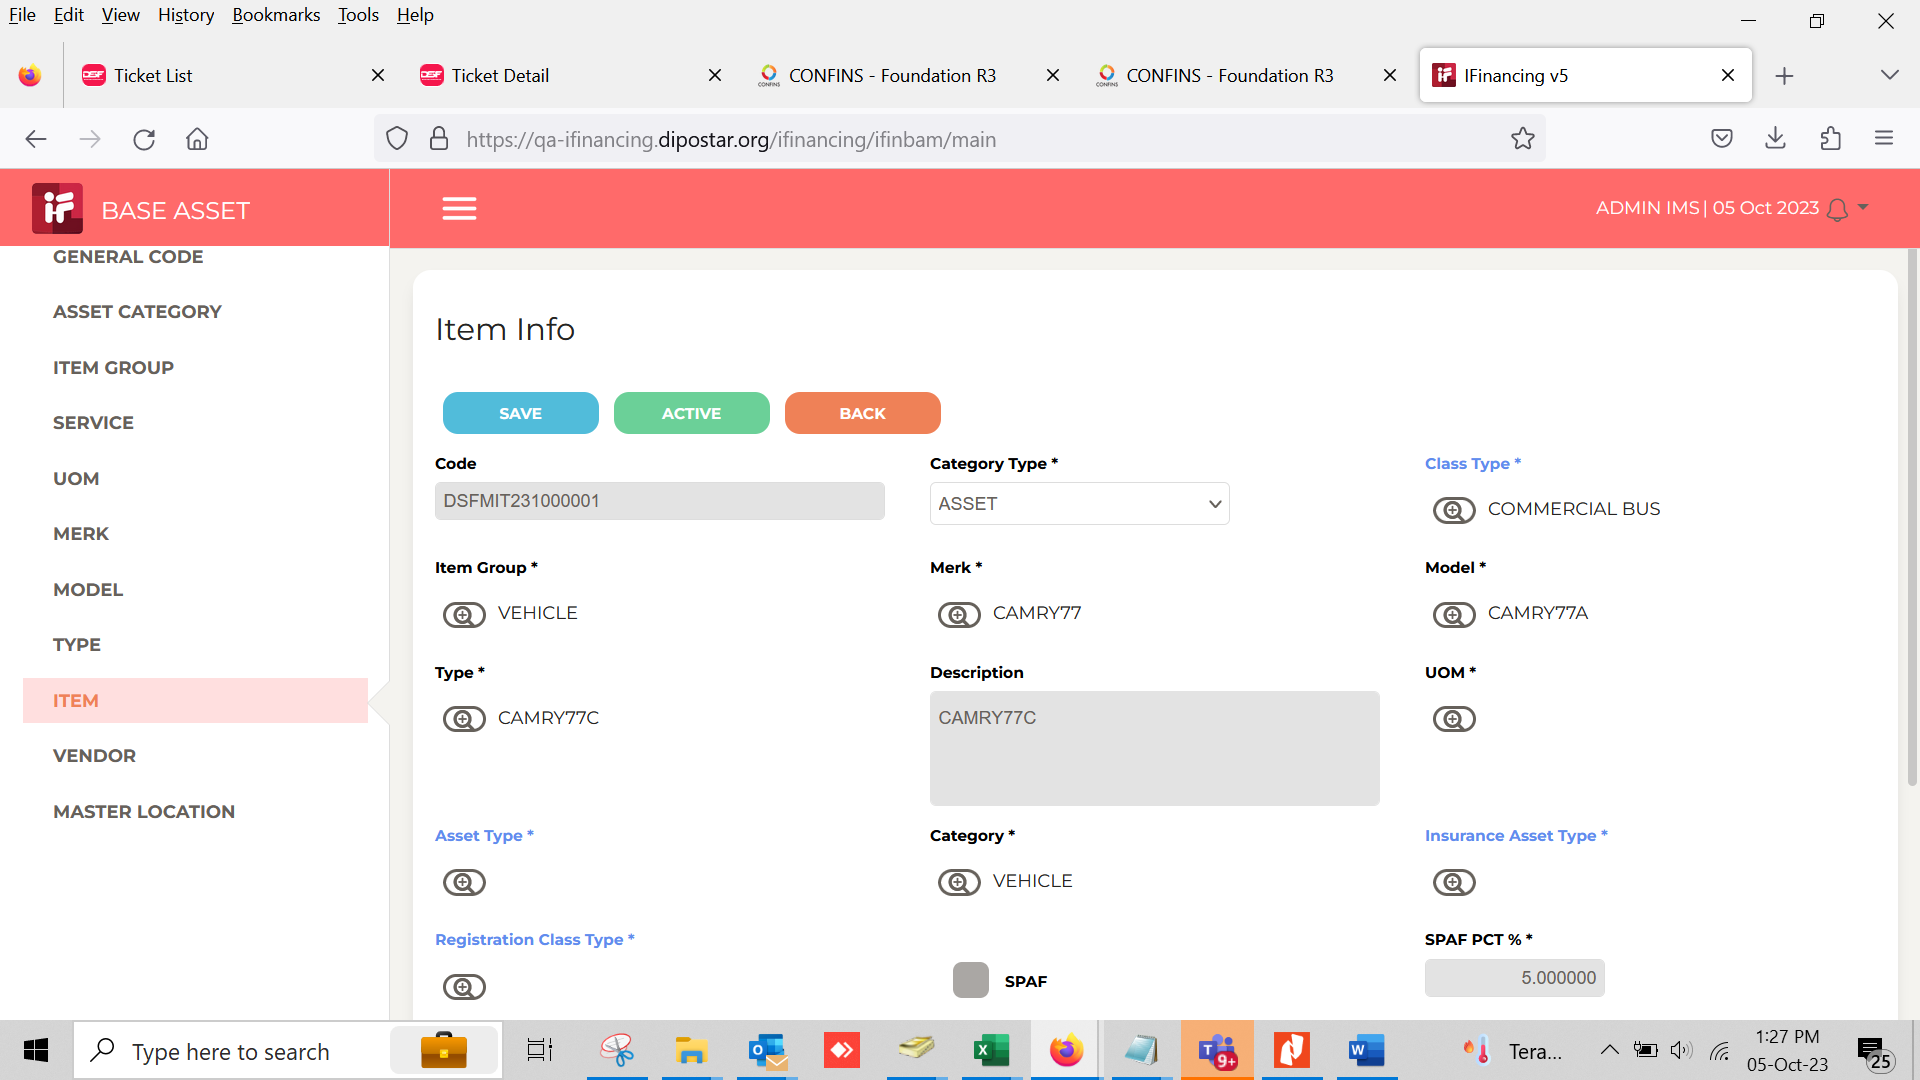 File Edit View History Bookmarks Tools Help
Ticket List
Ticket Detail
CONFINS - Foundation R3
CONFINS - Foundation R3
IFinancing v5
https://qa-ifinancing.dipostar.org/ifinancing/ifinbam/main
iF BASE ASSET
ADMIN IMS | 05 Oct 2023
GENERAL CODE
ASSET CATEGORY
ITEM GROUP
SERVICE
UOM
MERK
MODEL
TYPE
ITEM
VENDOR
MASTER LOCATION
Item Info
SAVE ACTIVE BACK
Code Category Type * Class Type *
DSFMIT231000001 ASSET COMMERCIAL BUS
Item Group * Merk * Model *
VEHICLE CAMRY77 CAMRY77A
Type * Description UOM *
CAMRY77C CAMRY77C
Asset Type * Category * Insurance Asset Type *
VEHICLE
Registration Class Type * SPAF PCT % *
SPAF 5.000000
Type here to search
9+
Tera...
1:27 PM
05-Oct-23
25